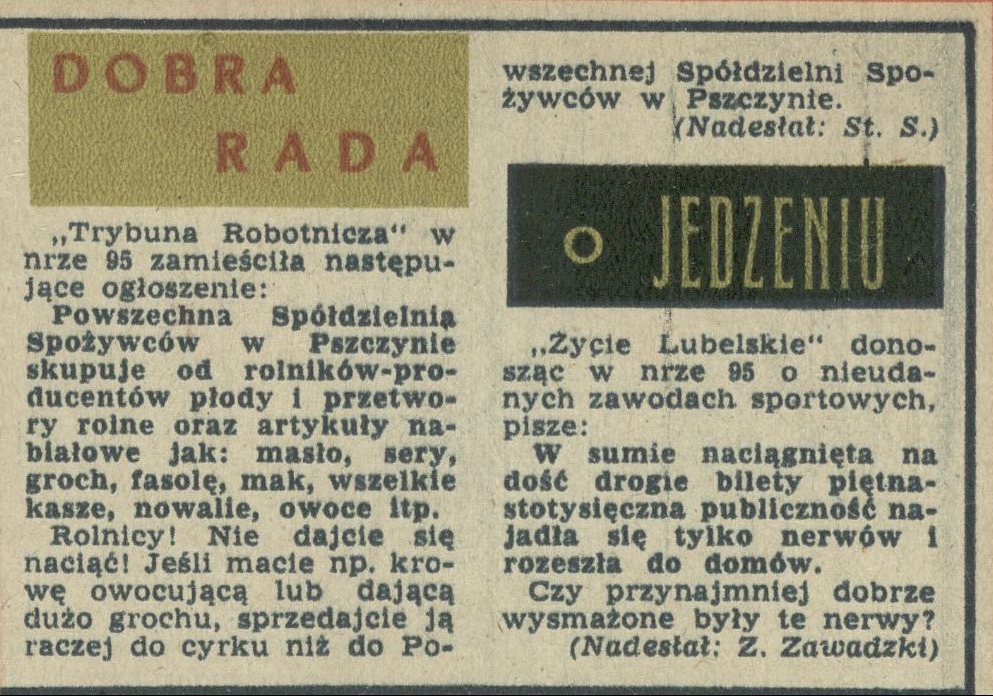 DOBRA
RADA
„Trybuna Robotnicza" w
nrze 95 zamieściła następu-
jące ogłoszenie:
Powszechna Spółdzielnia
Spożywców w Pszczynie
skupuje od rolników-pro-
ducentów płody i przetwo-
ry rolne oraz artykuły na-
białowe jak: masło, sery,
groch, fasolę, mak, wszelkie
kasze, nowalie, owoce itp.
Rolnicy! Nie dajcie się
naciąć! Jeśli macie np. kro-
wę owocującą lub dającą
dużo grochu, sprzedajcie ją
raczej do cyrku niż do Po-
wszechnej Spółdzielni Spo-
żywców w Pszczynie.
(Nadesłał: St. S.)
O JEDZENIU
„Życie Lubelskie" dono-
sząc w nrze 95 o nieuda-
nych zawodach sportowych,
pisze:
W sumie naciągnięta na
dość drogie bilety piętna-
stotysięczna publiczność na-
jadła się tylko nerwów i
rozeszła do domów.
Czy przynajmniej dobrze
wysmażone były te nerwy?
(Nadesłał: Z. Zawadzki)